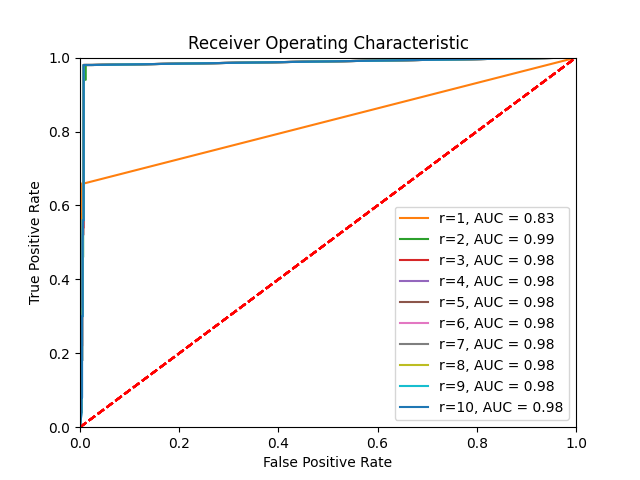 Receiver Operating Characteristic
True Positive Rate
1.0
0.8
0.6
0.4
0.2
0.0
r=1, AUC = 0.83
r=2, AUC = 0.99
r=3, AUC = 0.98
r=4, AUC = 0.98
r=5, AUC = 0.98
r=6, AUC = 0.98
r=7, AUC = 0.98
r=8, AUC = 0.98
r=9, AUC = 0.98
r=10, AUC = 0.98
0.0 0.2 0.4 0.6 0.8 1.0
False Positive Rate